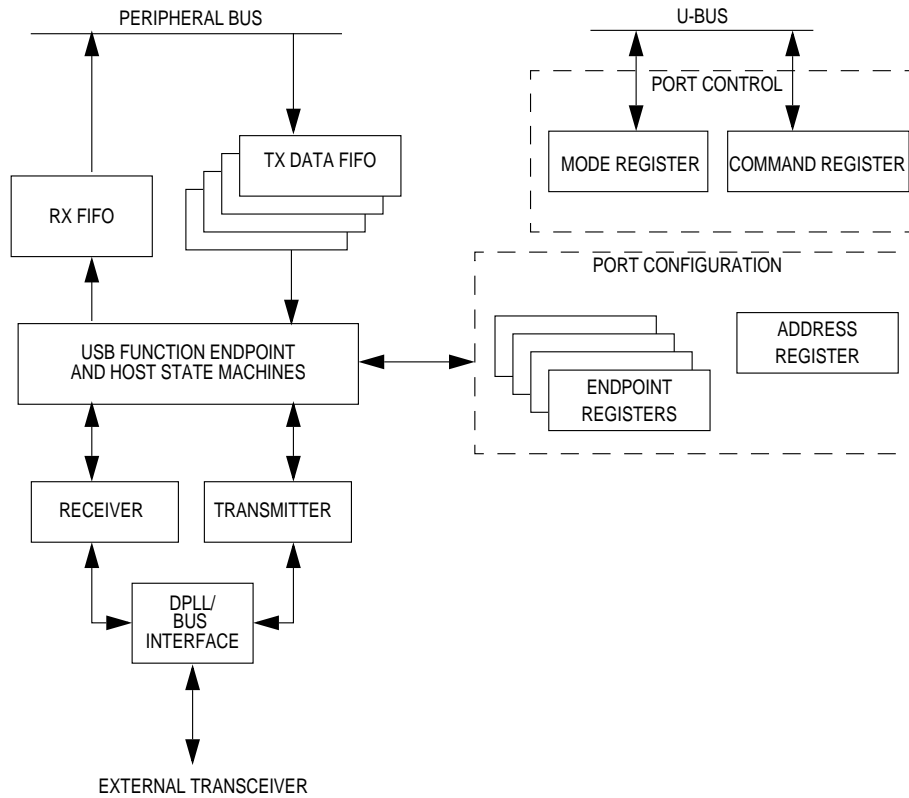 PERIPHERAL BUS
U-BUS
PORT CONTROL
TX DATA FIFO
MODE REGISTER
COMMAND REGISTER
RX FIFO
PORT CONFIGURATION
USB FUNCTION ENDPOINT
AND HOST STATE MACHINES
ADDRESS
REGISTER
ENDPOINT
REGISTERS
RECEIVER
TRANSMITTER
DPLL/
BUS
INTERFACE
EXTERNAL TRANSCEIVER